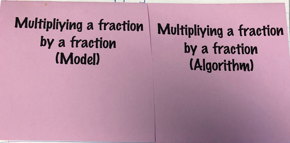 Multipliying a fraction
by a fraction
(Model)
Multipliying a fraction
by a fraction
(Algorithm)